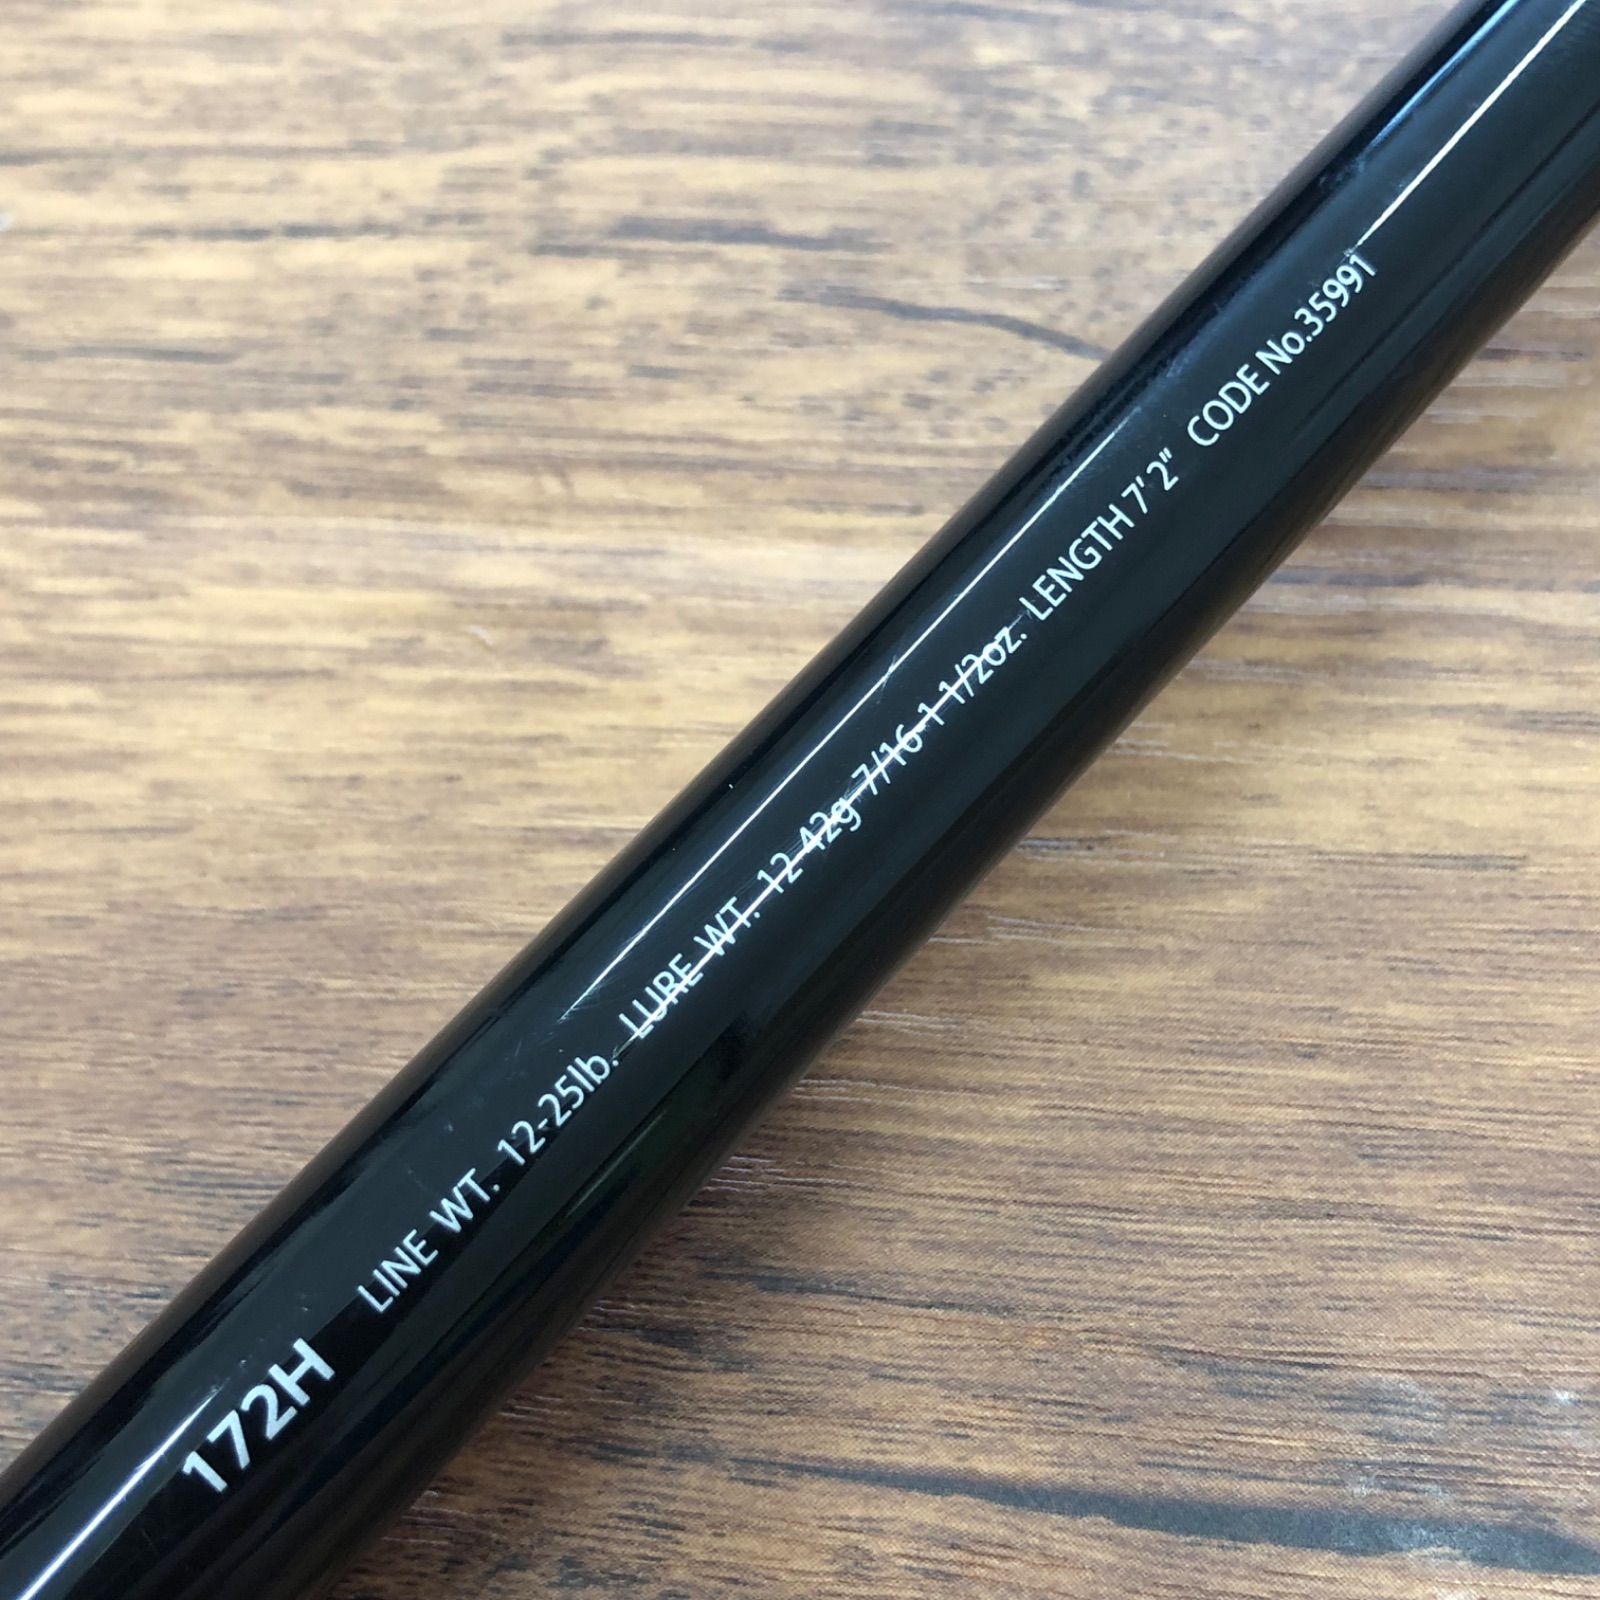 172H LINE WT. 12-25lb. LURE WT. 12-42g 7/16-1 1/2oz. LENGTH 7' 2" CODE No.35991